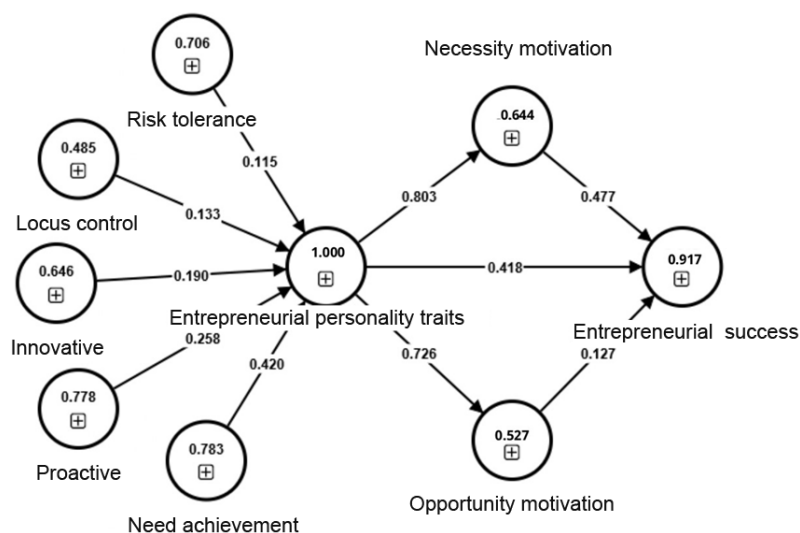 0.706
Risk tolerance
0.115
Necessity motivation
0.644
0.485
Locus control
0.133
0.803
0.477
0.646
Innovative
0.190
1.000
Entrepreneurial personality traits
0.418
0.917
Entrepreneurial success
0.258
0.420
0.726
0.127
0.778
Proactive
0.783
Need achievement
0.527
Opportunity motivation